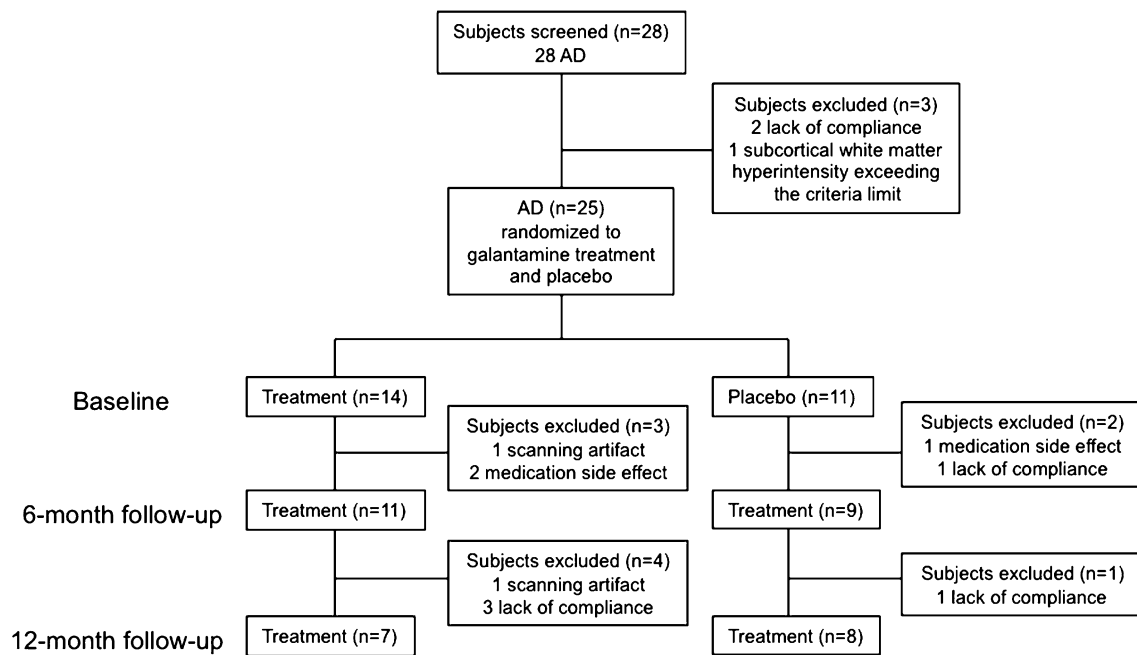 Subjects screened (n=28)
28 AD
Subjects excluded (n=3)
2 lack of compliance
1 subcortical white matter
hyperintensity exceeding
the criteria limit
AD (n=25)
randomized to
galantamine treatment
and placebo
Baseline
Treatment (n=14)
Placebo (n=11)
Subjects excluded (n=3)
1 scanning artifact
2 medication side effect
Subjects excluded (n=2)
1 medication side effect
1 lack of compliance
6-month follow-up
Treatment (n=11)
Treatment (n=9)
Subjects excluded (n=4)
1 scanning artifact
3 lack of compliance
Subjects excluded (n=1)
1 lack of compliance
12-month follow-up
Treatment (n=7)
Treatment (n=8)